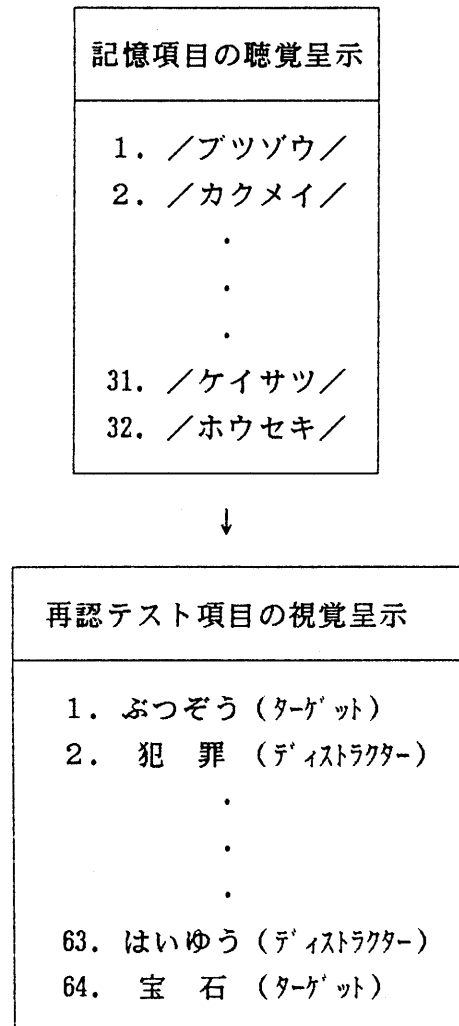 記憶項目の聴覚呈示
1. /ブツゾウ/
2. /カクメイ/
・
・
・
31. /ケイサツ/
32. /ホウセキ/
↓
再認テスト項目の視覚呈示
1. ぶつぞう (ターゲット)
2. 犯 罪 (ディストラクター)
・
・
・
63. はいゆう (ディストラクター)
64. 宝 石 (ターゲット)